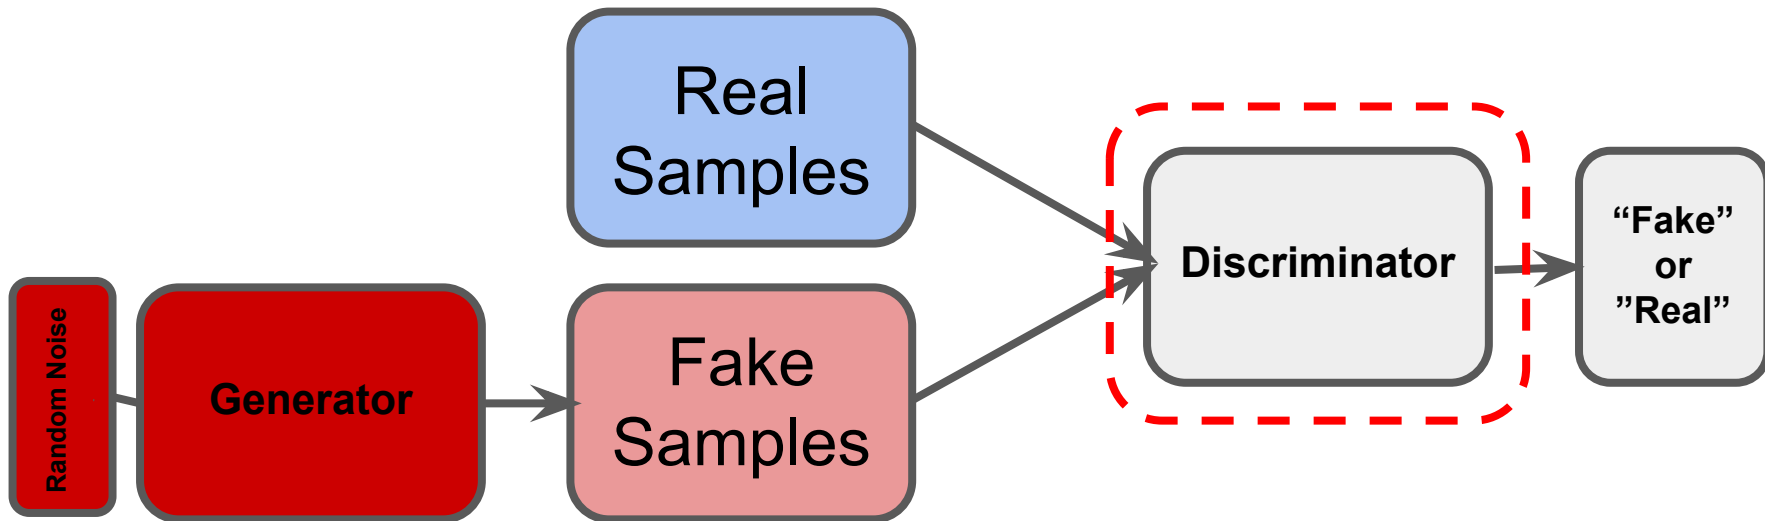 Real
Samples
Random Noise
Generator
Fake
Samples
Discriminator
“Fake”
or
”Real”